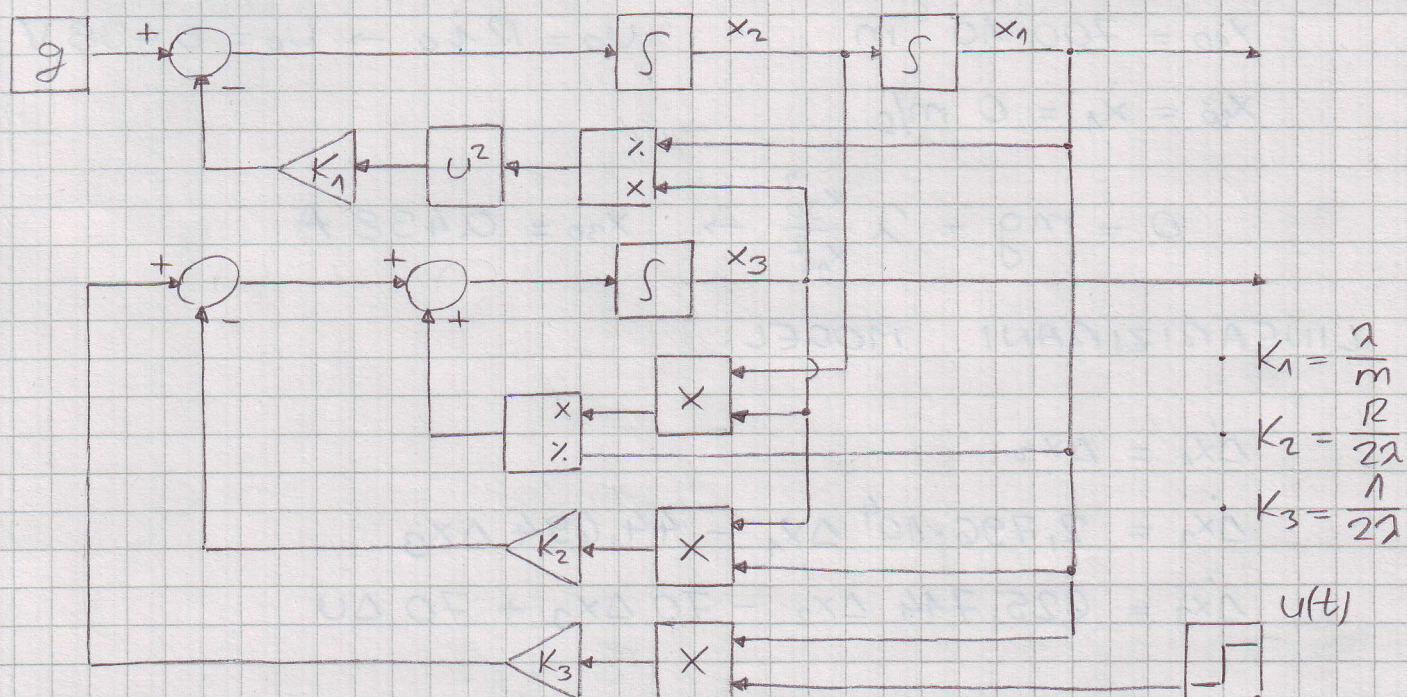 g + − ∫ x₂ ∫ x₁
K₁ u² ٪ x
+ − + + ∫ x₃
K₁ = λ/m
x ٪ X
K₂ = R/2λ
K₃ = 1/2λ
K₂ X
u(t)
K₃ X